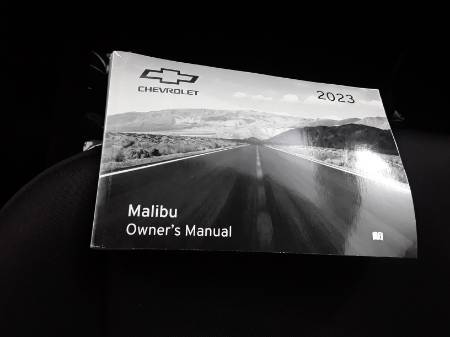 CHEVROLET
2023
Malibu
Owner's Manual